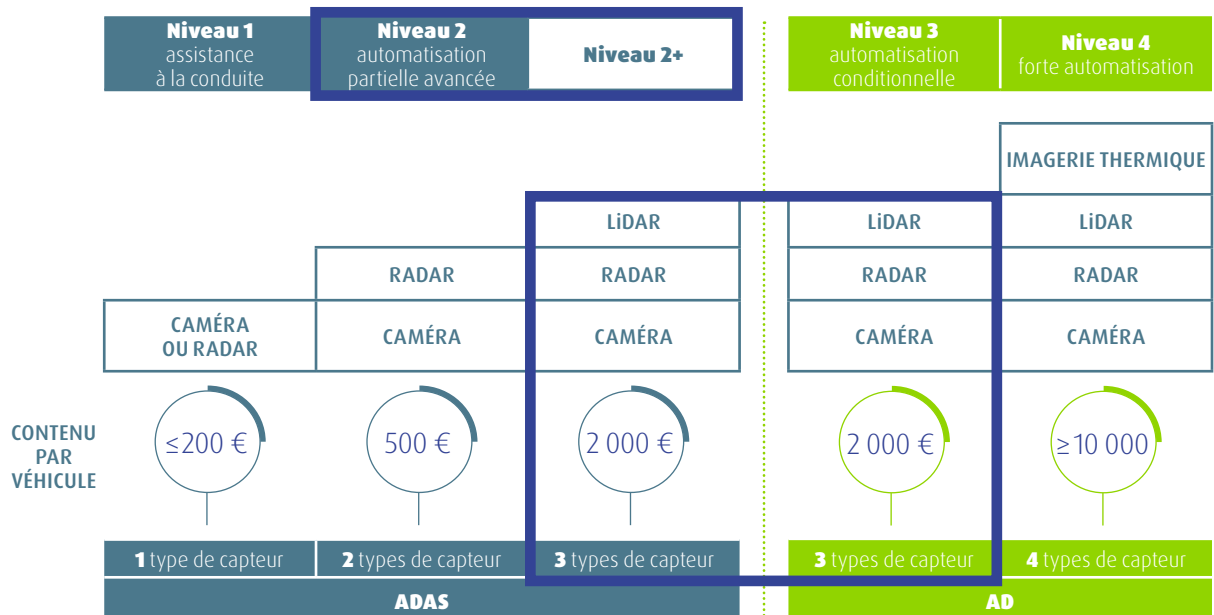 Niveau 1
assistance
à la conduite
Niveau 2
automatisation
partielle avancée
Niveau 2+
Niveau 3
automatisation
conditionnelle
Niveau 4
forte automatisation
IMAGERIE THERMIQUE
LiDAR
LiDAR
LiDAR
RADAR
RADAR
RADAR
RADAR
CAMÉRA
OU RADAR
CAMÉRA
CAMÉRA
CAMÉRA
CAMÉRA
CONTENU
PAR
VÉHICULE
≤200 €
500 €
2 000 €
2 000 €
≥10 000
1 type de capteur
2 types de capteur
3 types de capteur
3 types de capteur
4 types de capteur
ADAS
AD